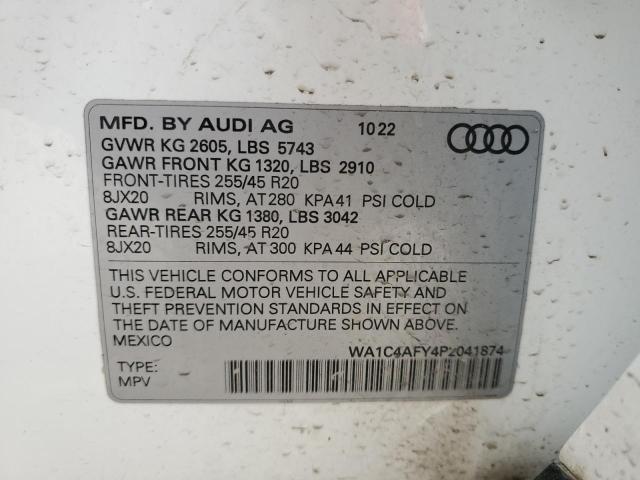 MFD. BY AUDI AG 1022
GVWR KG 2605, LBS 5743
GAWR FRONT KG 1320, LBS 2910
FRONT-TIRES 255/45 R20
8JX20 RIMS, AT 280 KPA 41 PSI COLD
GAWR REAR KG 1380, LBS 3042
REAR-TIRES 255/45 R20
8JX20 RIMS, AT 300 KPA 44 PSI COLD
THIS VEHICLE CONFORMS TO ALL APPLICABLE
U.S. FEDERAL MOTOR VEHICLE SAFETY AND
THEFT PREVENTION STANDARDS IN EFFECT ON
THE DATE OF MANUFACTURE SHOWN ABOVE.
MEXICO
WA1C4AFY4P2041874
TYPE:
MPV